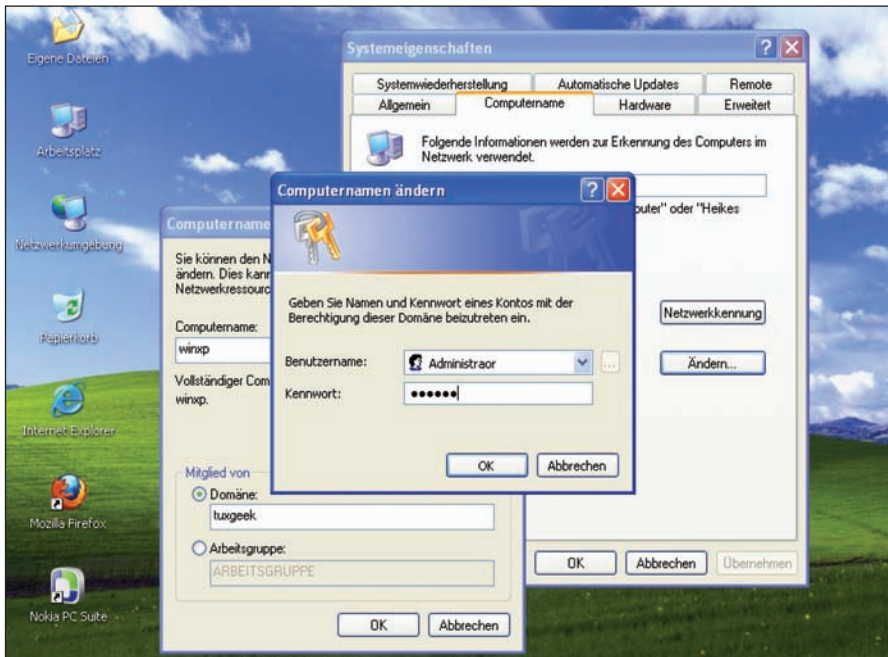 Eigene Dateien
Arbeitsplatz
Netzwerkumgebung
Papierkorb
Internet Explorer
Mozilla Firefox
Nokia PC Suite
Systemeigenschaften
Systemwiederherstellung Automatische Updates Remote
Allgemein Computername Hardware Erweitert
Folgende Informationen werden zur Erkennung des Computers im
Netzwerk verwendet.
puter" oder "Heikes
Netzwerkkennung
Ändern...
OK Abbrechen Übernehmen
Computername
Sie können den N
ändern. Dies kann
Netzwerkressourc
Computername:
winxp
Vollständiger Com
winxp.
Mitglied von
Domäne:
tuxgeek
Arbeitsgruppe:
ARBEITSGRUPPE
OK Abbrechen
Computernamen ändern
Geben Sie Namen und Kennwort eines Kontos mit der
Berechtigung dieser Domäne beizutreten ein.
Benutzername: Administraor ...
Kennwort: ●●●●●●
OK Abbrechen